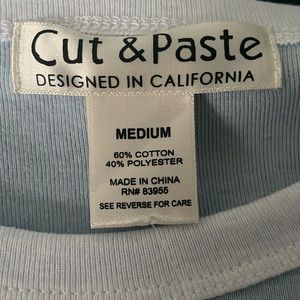 Cut & Paste
DESIGNED IN CALIFORNIA
MEDIUM
60% COTTON
40% POLYESTER
MADE IN CHINA
RN# 83955
SEE REVERSE FOR CARE